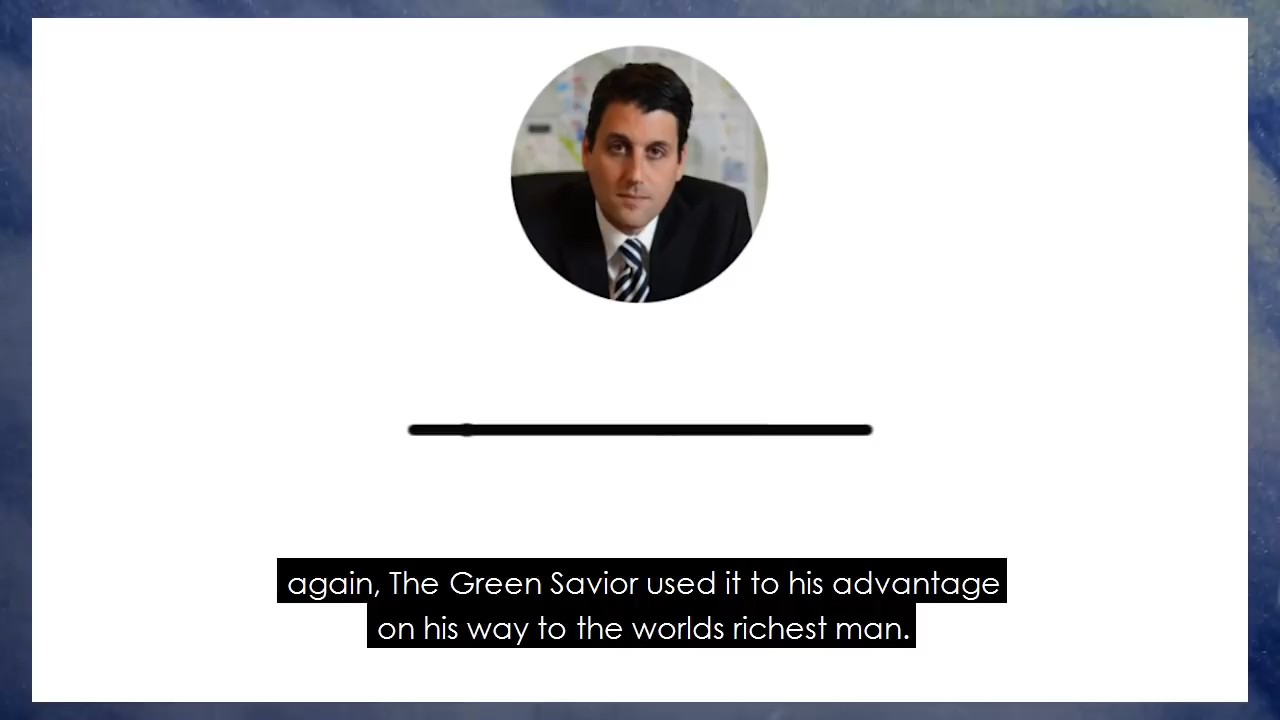 again, The Green Savior used it to his advantage
on his way to the worlds richest man.